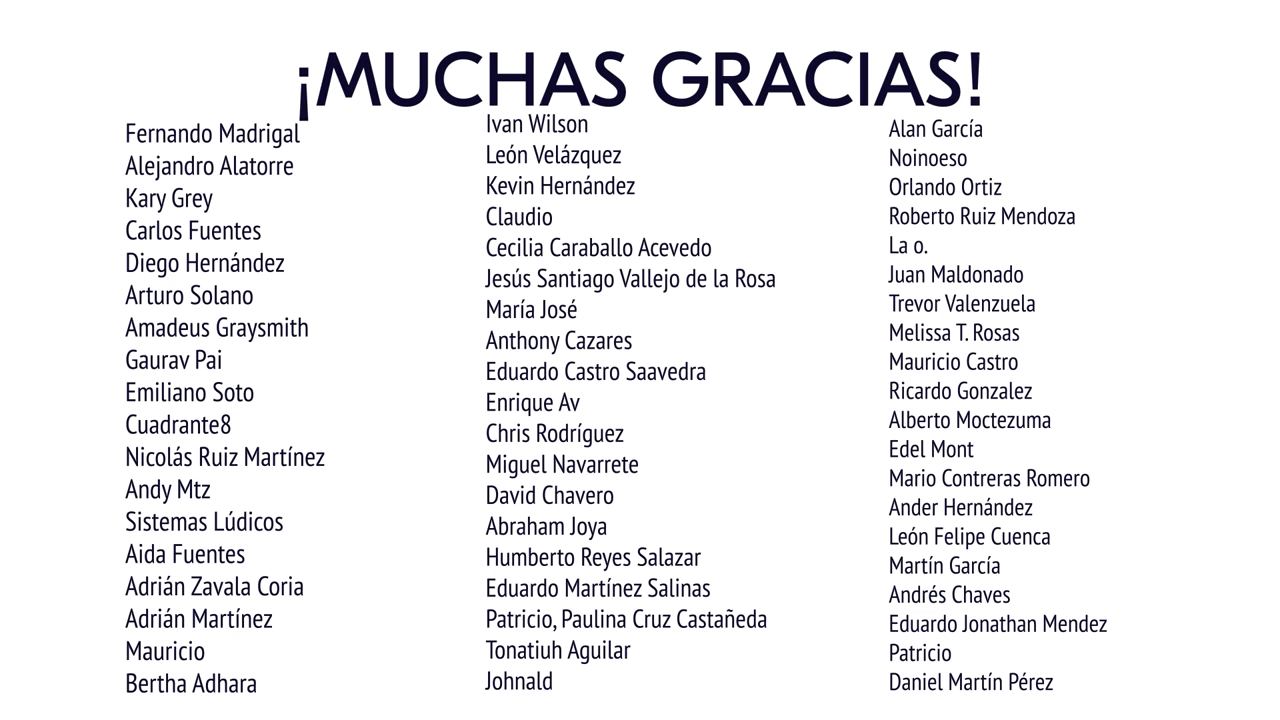 ¡MUCHAS GRACIAS!
Fernando Madrigal
Alejandro Alatorre
Kary Grey
Carlos Fuentes
Diego Hernández
Arturo Solano
Amadeus Graysmith
Gaurav Pai
Emiliano Soto
Cuadrante8
Nicolás Ruiz Martínez
Andy Mtz
Sistemas Lúdicos
Aida Fuentes
Adrián Zavala Coria
Adrián Martínez
Mauricio
Bertha Adhara
Ivan Wilson
León Velázquez
Kevin Hernández
Claudio
Cecilia Caraballo Acevedo
Jesús Santiago Vallejo de la Rosa
María José
Anthony Cazares
Eduardo Castro Saavedra
Enrique Av
Chris Rodríguez
Miguel Navarrete
David Chavero
Abraham Joya
Humberto Reyes Salazar
Eduardo Martínez Salinas
Patricio, Paulina Cruz Castañeda
Tonatiuh Aguilar
Johnald
Alan García
Noinoeso
Orlando Ortiz
Roberto Ruiz Mendoza
La o.
Juan Maldonado
Trevor Valenzuela
Melissa T. Rosas
Mauricio Castro
Ricardo Gonzalez
Alberto Moctezuma
Edel Mont
Mario Contreras Romero
Ander Hernández
León Felipe Cuenca
Martín García
Andrés Chaves
Eduardo Jonathan Mendez
Patricio
Daniel Martín Pérez